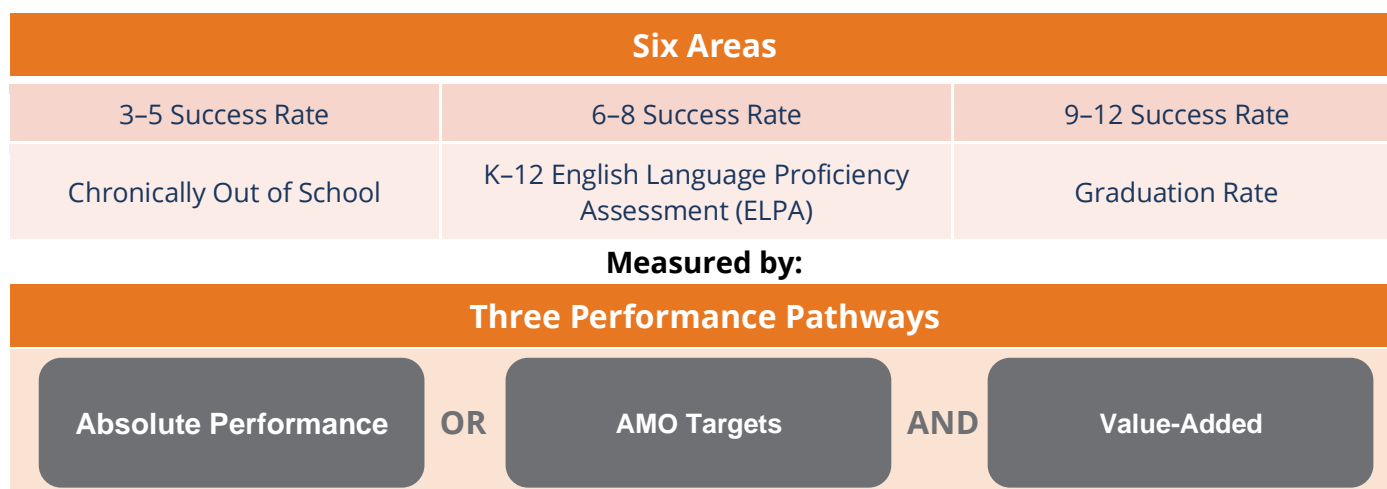 Six Areas
3–5 Success Rate
6–8 Success Rate
9–12 Success Rate
Chronically Out of School
K–12 English Language Proficiency
Assessment (ELPA)
Graduation Rate
Measured by:
Three Performance Pathways
Absolute Performance OR AMO Targets AND Value-Added